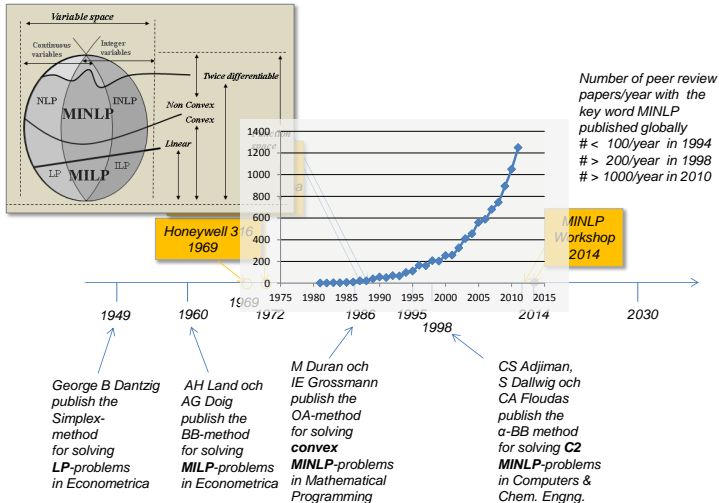 Variable space
Continuous
variables
Integer
variables
Twice differentiable
NLP
INLP
MINLP
Non Convex
Convex
Linear
LP
ILP
MILP
Number of peer review
papers/year with the
key word MINLP
published globally
# < 100/year in 1994
# > 200/year in 1998
# > 1000/year in 2010
1400
1200
1000
800
600
400
200
0
1975
1980
1985
1990
1995
2000
2005
2010
2015
space
a
Honeywell 316
1969
MINLP
Workshop
2014
1949
1960
1969
1972
1986
1995
1998
2014
2030
George B Dantzig
publish the
Simplex-
method
for solving
LP-problems
in Econometrica
AH Land och
AG Doig
publish the
BB-method
for solving
MILP-problems
in Econometrica
M Duran och
IE Grossmann
publish the
OA-method
for solving
convex
MINLP-problems
in Mathematical
Programming
CS Adjiman,
S Dallwig och
CA Floudas
publish the
α-BB method
for solving C2
MINLP-problems
in Computers &
Chem. Engng.